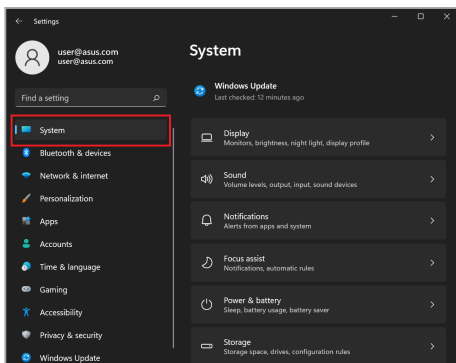 Settings
user@asus.com
user@asus.com
Find a setting
System
Bluetooth & devices
Network & internet
Personalization
Apps
Accounts
Time & language
Gaming
Accessibility
Privacy & security
Windows Update
System
Windows Update
Last checked: 12 minutes ago
Display
Monitors, brightness, night light, display profile
Sound
Volume levels, output, input, sound devices
Notifications
Alerts from apps and system
Focus assist
Notifications, automatic rules
Power & battery
Sleep, battery usage, battery saver
Storage
Storage space, drives, configuration rules